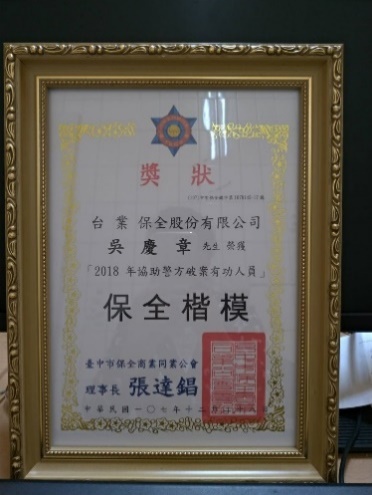 獎狀
台業保全股份有限公司
吳慶章 先生 榮獲
「2018 年協助警方破案有功人員」
保全楷模
臺中市保全商業同業公會
理事長 張達錩
中華民國一〇七年十二月